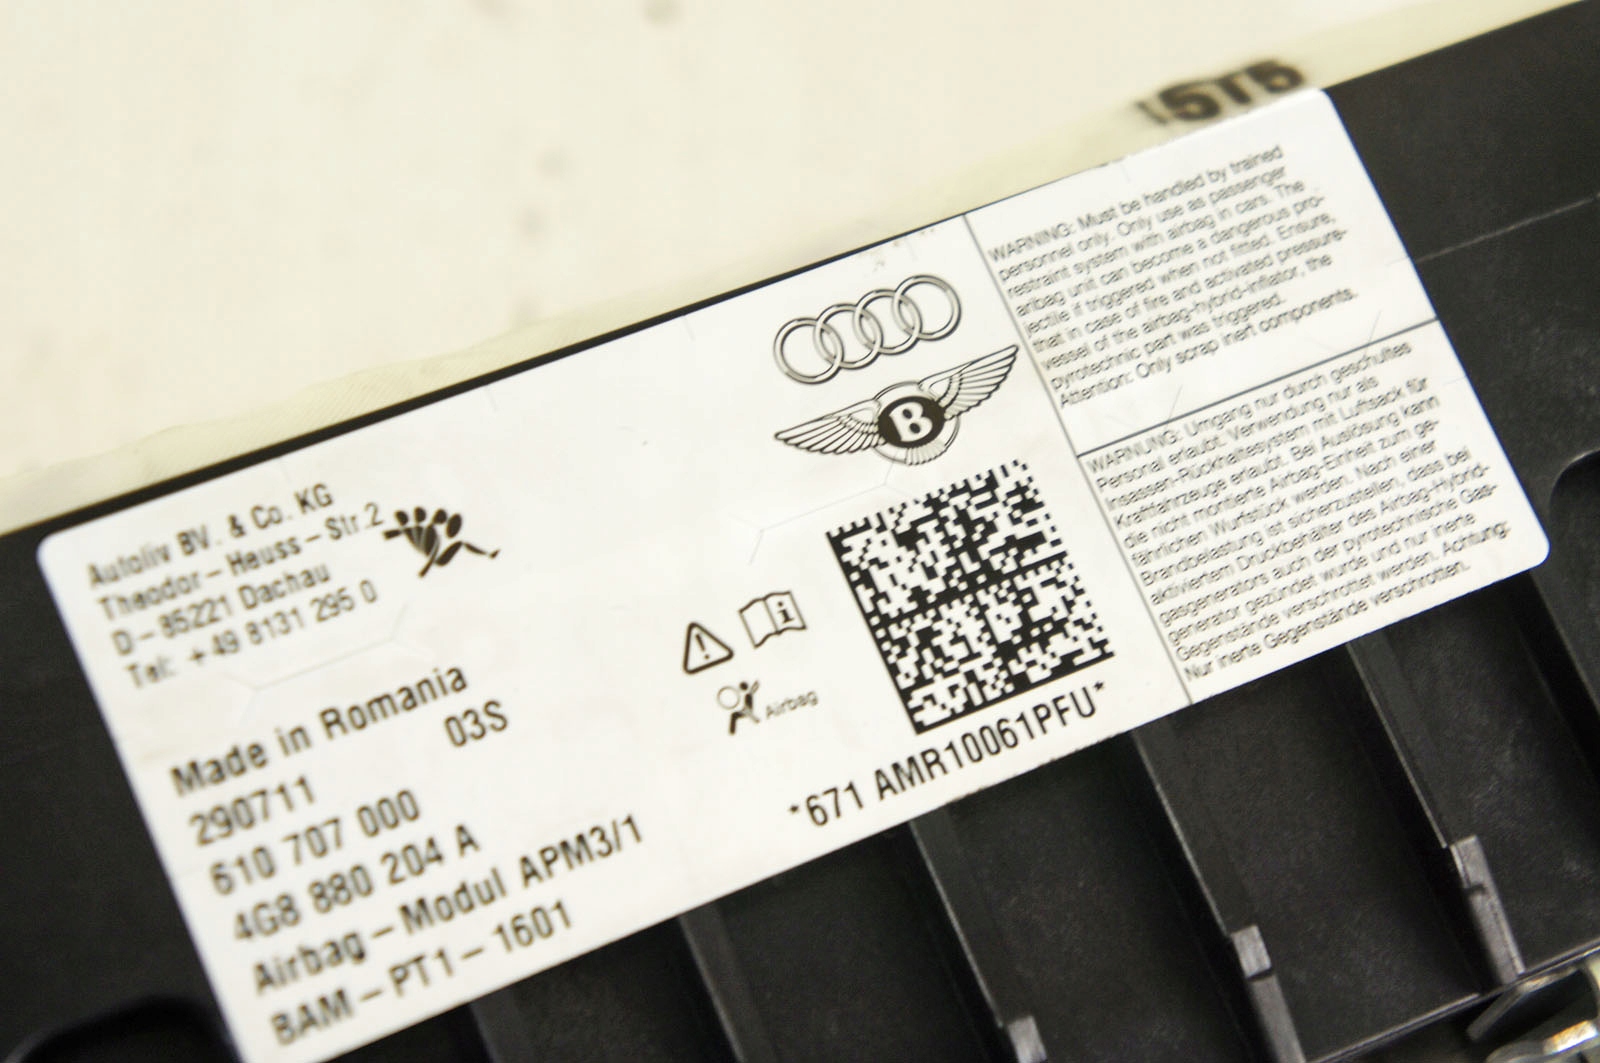 5T5
Autoliv BV. & Co. KG
Theodor-Heuss-Str.2
D-85221 Dachau
Tel: +49 8131 295 0
Made in Romania
290711 03S
610 707 000
4G8 880 204 A
Airbag-Modul APM3/1
BAM-PT1-1601
B
i
Airbag
*671 AMR10061PFU*
WARNING: Must be handled by trained
personnel only. Only use as passenger
restraint system with airbag in cars. The
aribag unit can become a dangerous pro-
jectile if triggered when not fitted. Ensure,
that in case of fire and activated pressure-
vessel of the airbag-hybrid-inflator, the
pyrotechnic part was triggered.
Attention: Only scrap inert components.
WARNUNG: Umgang nur durch geschultes
Personal erlaubt. Verwendung nur als
Insassen-Rückhaltesystem mit Luftsack für
Kraftfahrzeuge erlaubt. Bei Auslösung kann
die nicht montierte Airbag-Einheit zum ge-
fährlichen Wurfstück werden. Nach einer
Brandbelastung ist sicherzustellen, dass bei
aktiviertem Druckbehälter des Airbag-Hybrid-
gasgenerators auch der pyrotechnische Gas-
generator gezündet wurde und nur inerte
Gegenstände verschrottet werden. Achtung:
Nur inerte Gegenstände verschrotten.